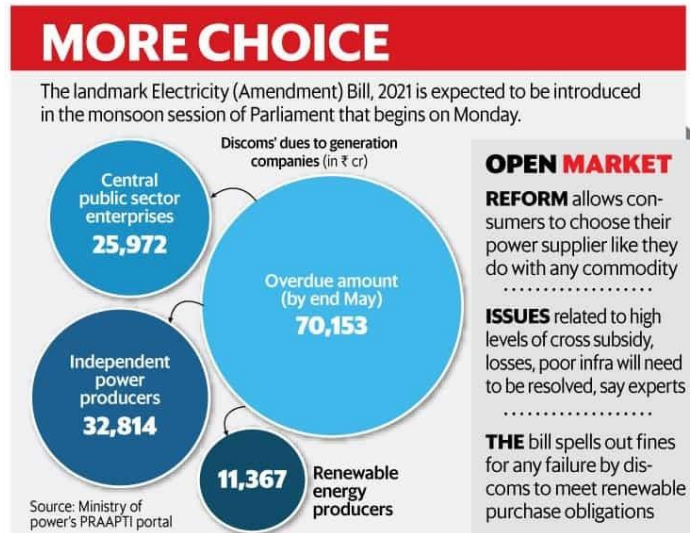 MORE CHOICE
The landmark Electricity (Amendment) Bill, 2021 is expected to be introduced
in the monsoon session of Parliament that begins on Monday.
Discoms' dues to generation
companies (in ₹ cr)
Central
public sector
enterprises
25,972
Overdue amount
(by end May)
70,153
Independent
power
producers
32,814
11,367
Renewable
energy
producers
Source: Ministry of
power's PRAAPTI portal
OPEN MARKET
REFORM allows con-
sumers to choose their
power supplier like they
do with any commodity
ISSUES related to high
levels of cross subsidy,
losses, poor infra will need
to be resolved, say experts
THE bill spells out fines
for any failure by dis-
coms to meet renewable
purchase obligations